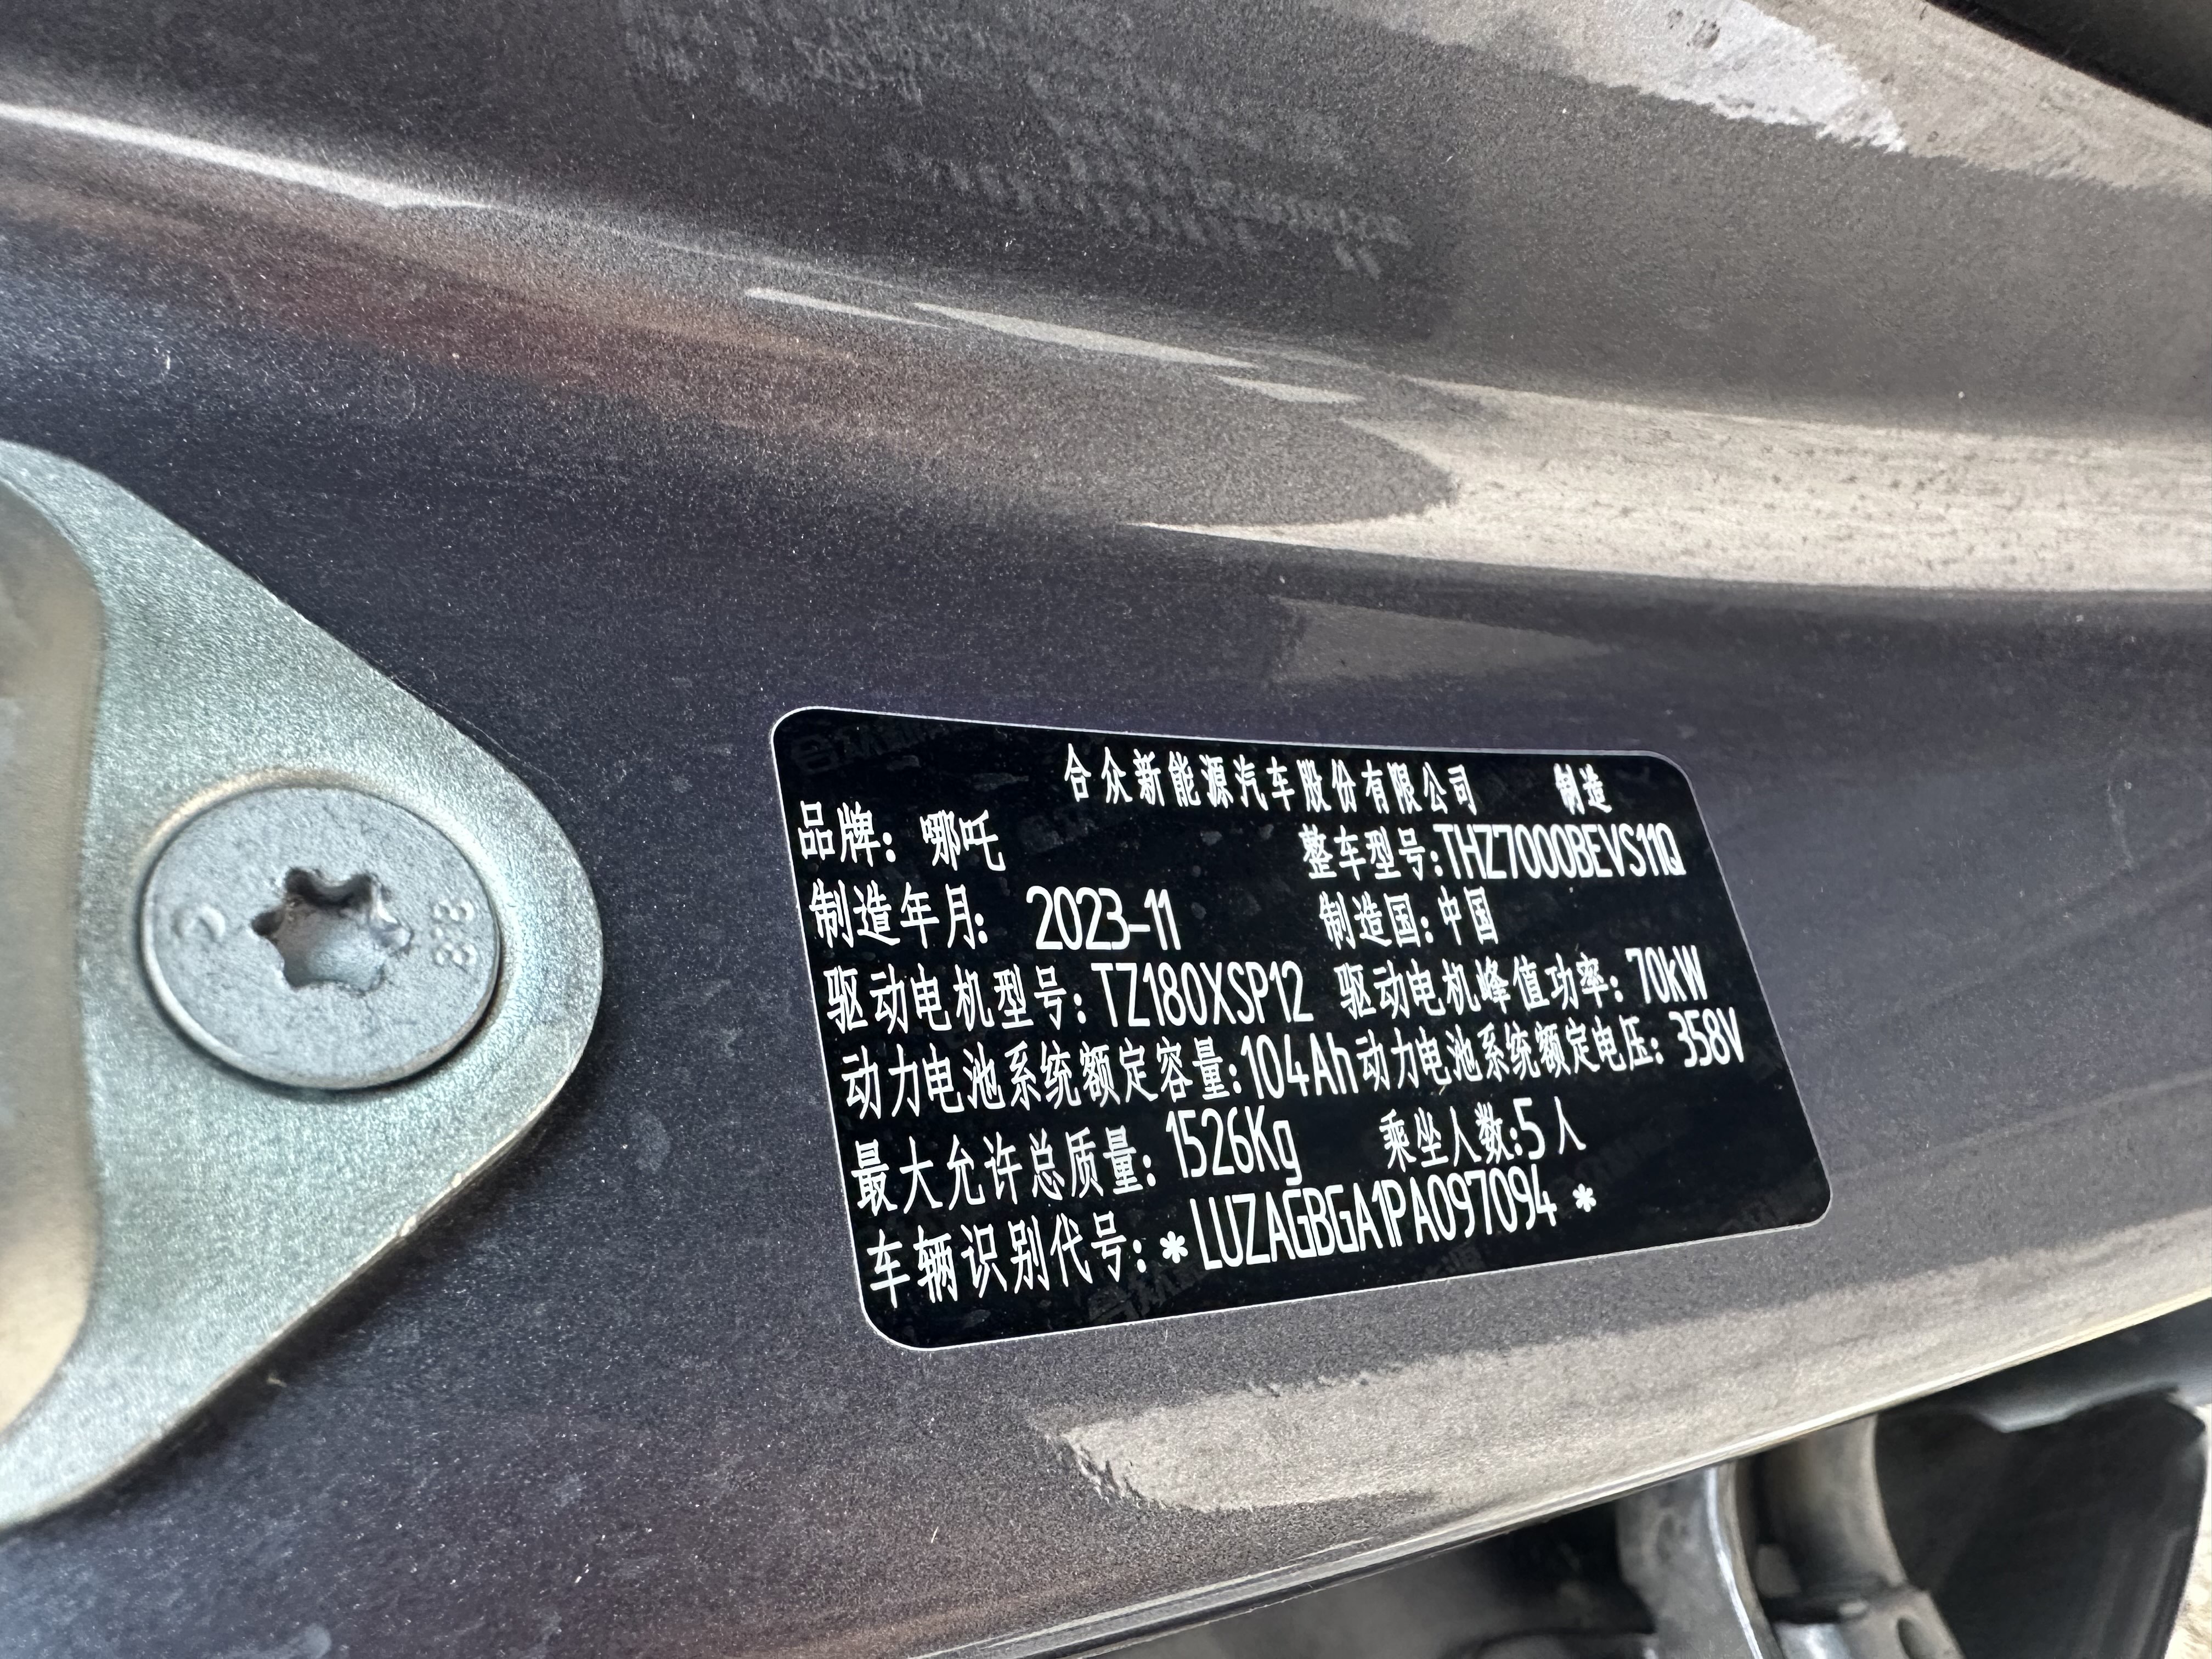 合众新能源汽车股份有限公司 制造
品牌: 哪吒 整车型号:THZ7000BEVS11Q
制造年月: 2023-11 制造国:中国
驱动电机型号:TZ180XSP12 驱动电机峰值功率:70kW
动力电池系统额定容量:104Ah 动力电池系统额定电压:358V
最大允许总质量:1526Kg 乘坐人数:5人
车辆识别代号:*LUZAGBGA1PA097094*